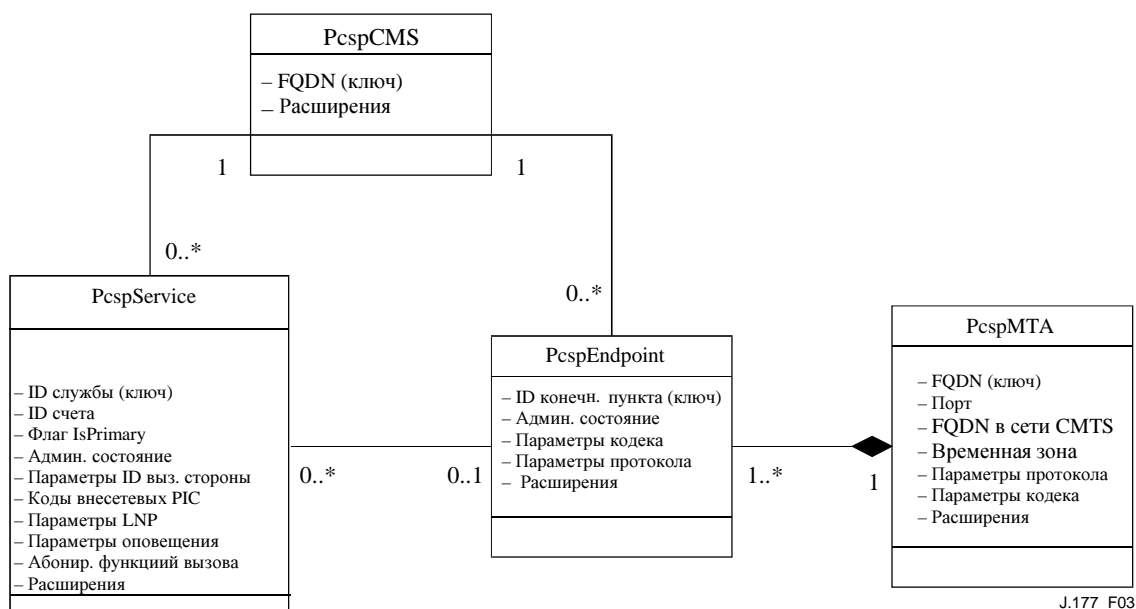 PcspCMS
– FQDN (ключ)
– Расширения
1
1
0..*
0..*
PcspService
– ID службы (ключ)
– ID счета
– Флаг IsPrimary
– Админ. состояние
– Параметры ID выз. стороны
– Коды внесетевых PIC
– Параметры LNP
– Параметры оповещения
– Абонир. функциий вызова
– Расширения
0..*
0..1
PcspEndpoint
– ID конечн. пункта (ключ)
– Админ. состояние
– Параметры кодека
– Параметры протокола
– Расширения
1..*
1
PcspMTA
– FQDN (ключ)
– Порт
– FQDN в сети CMTS
– Временная зона
– Параметры протокола
– Параметры кодека
– Расширения
J.177_F03